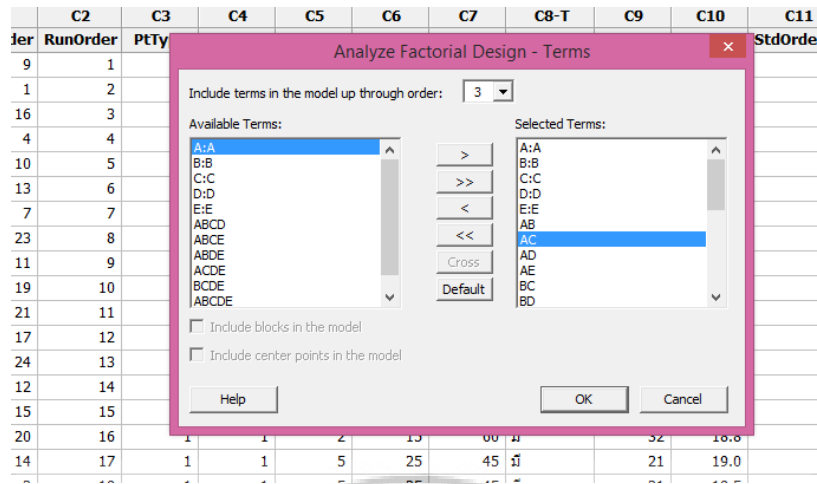 C2 C3 C4 C5 C6 C7 C8-T C9 C10 C11
der RunOrder PtTy StdOrde
Analyze Factorial Design - Terms
9 1
1 2
16 3
4 4
10 5
13 6
7 7
23 8
11 9
19 10
21 11
17 12
24 13
12 14
15 15
Include terms in the model up through order: 3
Available Terms:
A:A
B:B
C:C
D:D
E:E
ABCD
ABCE
ABDE
ACDE
BCDE
ABCDE
>
>>
<
<<
Cross
Default
Selected Terms:
A:A
B:B
C:C
D:D
E:E
AB
AC
AD
AE
BC
BD
Include blocks in the model
Include center points in the model
Help OK Cancel
20 16 1 1 2 15 60 มี 32 18.8
14 17 1 1 5 25 45 มี 21 19.0